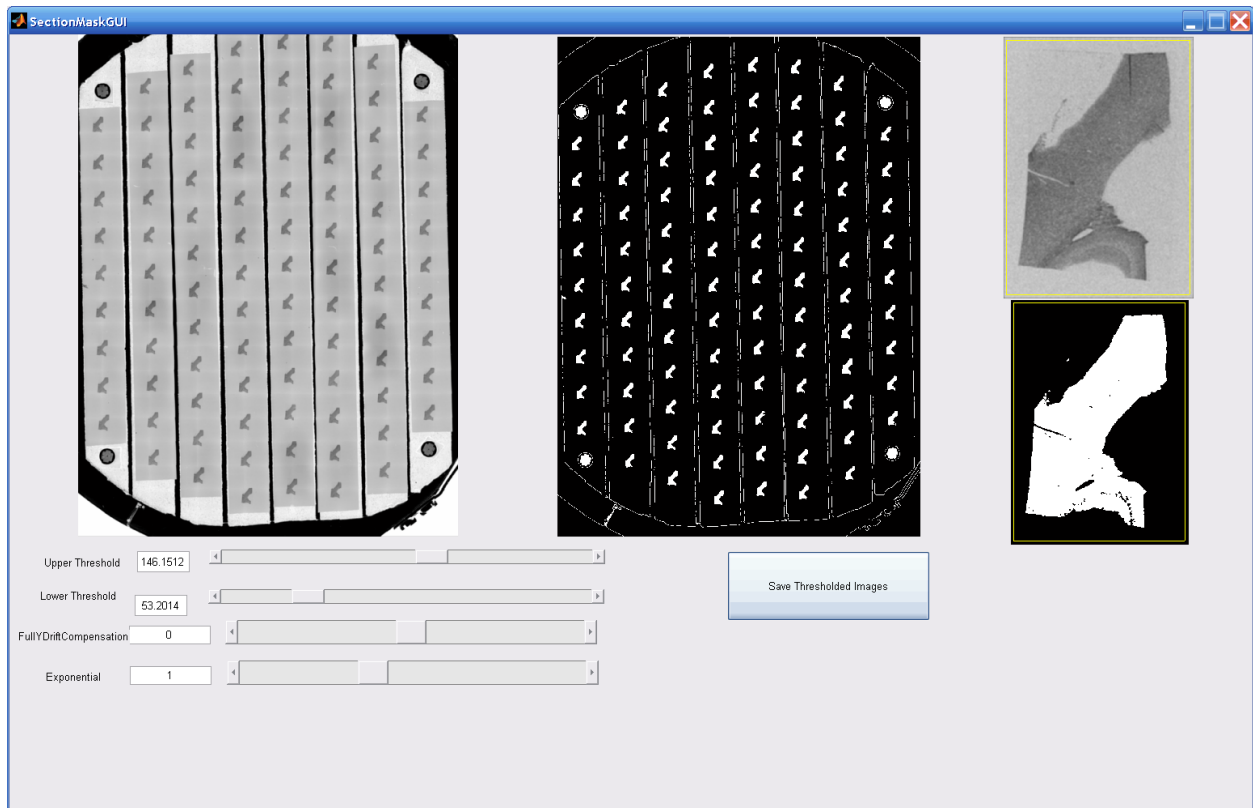 SectionMaskGUI
Upper Threshold 146.1512
Lower Threshold 53.2014
FullYDriftCompensation 0
Exponential 1
Save Thresholded Images